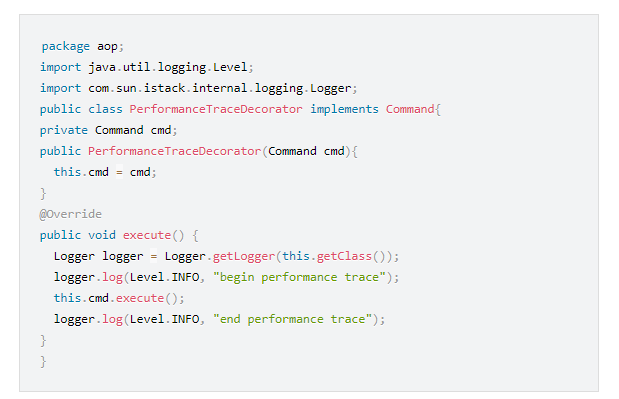 package aop;
import java.util.logging.Level;
import com.sun.istack.internal.logging.Logger;
public class PerformanceTraceDecorator implements Command{
private Command cmd;
public PerformanceTraceDecorator(Command cmd){
  this.cmd = cmd;
}
@Override
public void execute() {
  Logger logger = Logger.getLogger(this.getClass());
  logger.log(Level.INFO, "begin performance trace");
  this.cmd.execute();
  logger.log(Level.INFO, "end performance trace");
}
}